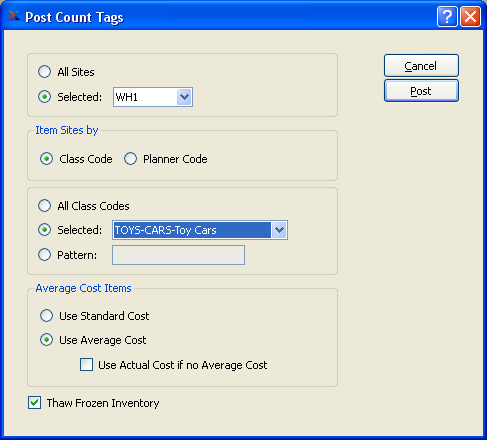 Post Count Tags
All Sites
Selected: WH1
Cancel
Post
Item Sites by
Class Code Planner Code
All Class Codes
Selected: TOYS-CARS-Toy Cars
Pattern:
Average Cost Items
Use Standard Cost
Use Average Cost
Use Actual Cost if no Average Cost
Thaw Frozen Inventory